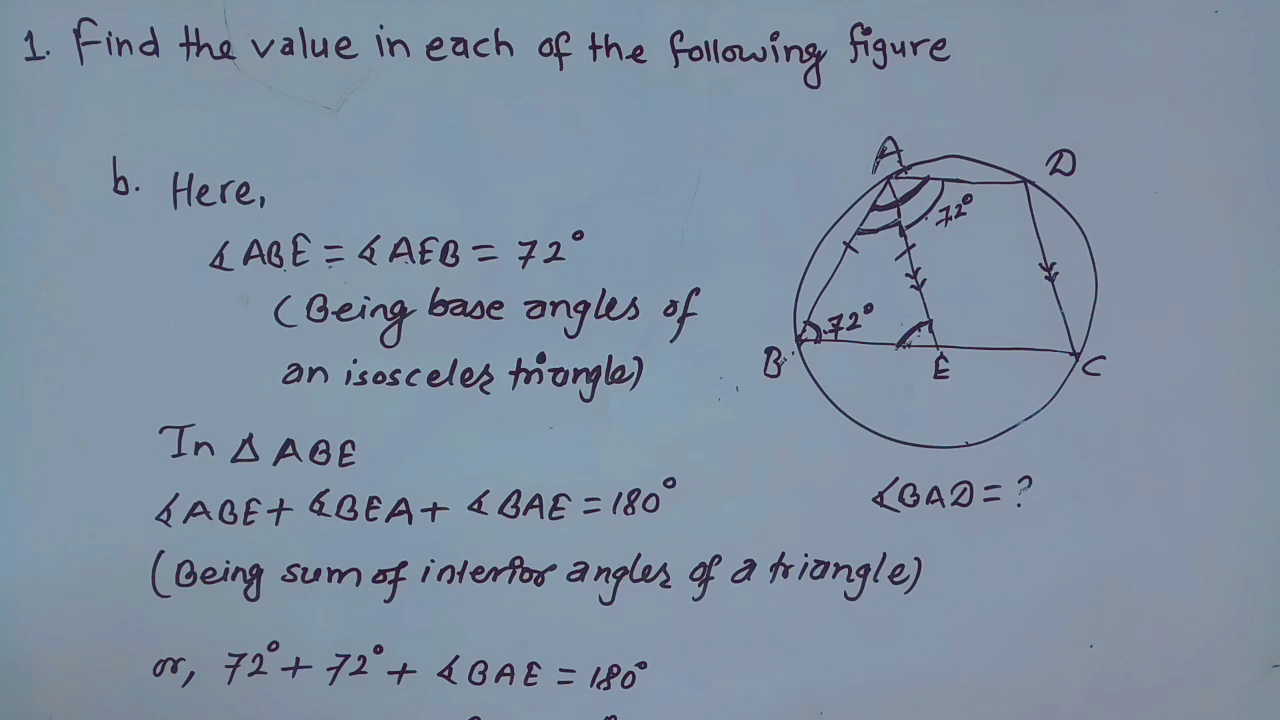 1. Find the value in each of the following figure
b. Here,
∡ABE = ∡AEB = 72°
(Being base angles of
an isosceles triangle)
In Δ ABE
∡ABE + ∡BEA + ∡BAE = 180°
(Being sum of interior angles of a triangle)
or, 72° + 72° + ∡BAE = 180°
A
D
72°
72°
B
E
C
∡BAD = ?